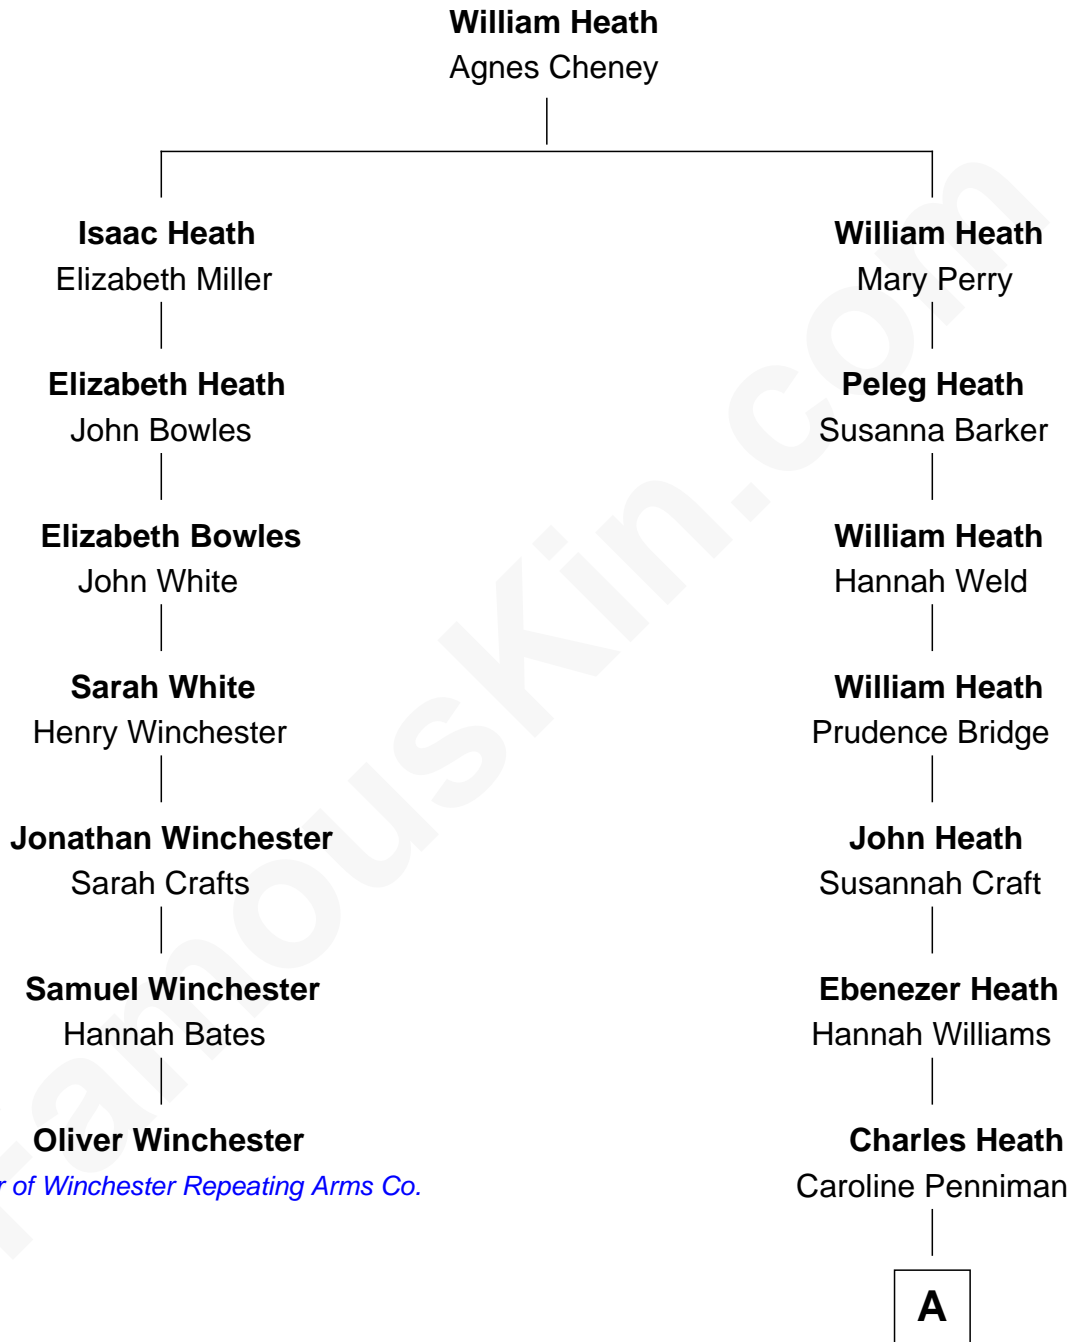 William Heath
Agnes Cheney
Isaac Heath
Elizabeth Miller
William Heath
Mary Perry
Elizabeth Heath
John Bowles
Peleg Heath
Susanna Barker
Elizabeth Bowles
John White
William Heath
Hannah Weld
Sarah White
Henry Winchester
William Heath
Prudence Bridge
Jonathan Winchester
Sarah Crafts
John Heath
Susannah Craft
Samuel Winchester
Hannah Bates
Ebenezer Heath
Hannah Williams
Oliver Winchester
r of Winchester Repeating Arms Co.
Charles Heath
Caroline Penniman
A
FamousKin.com